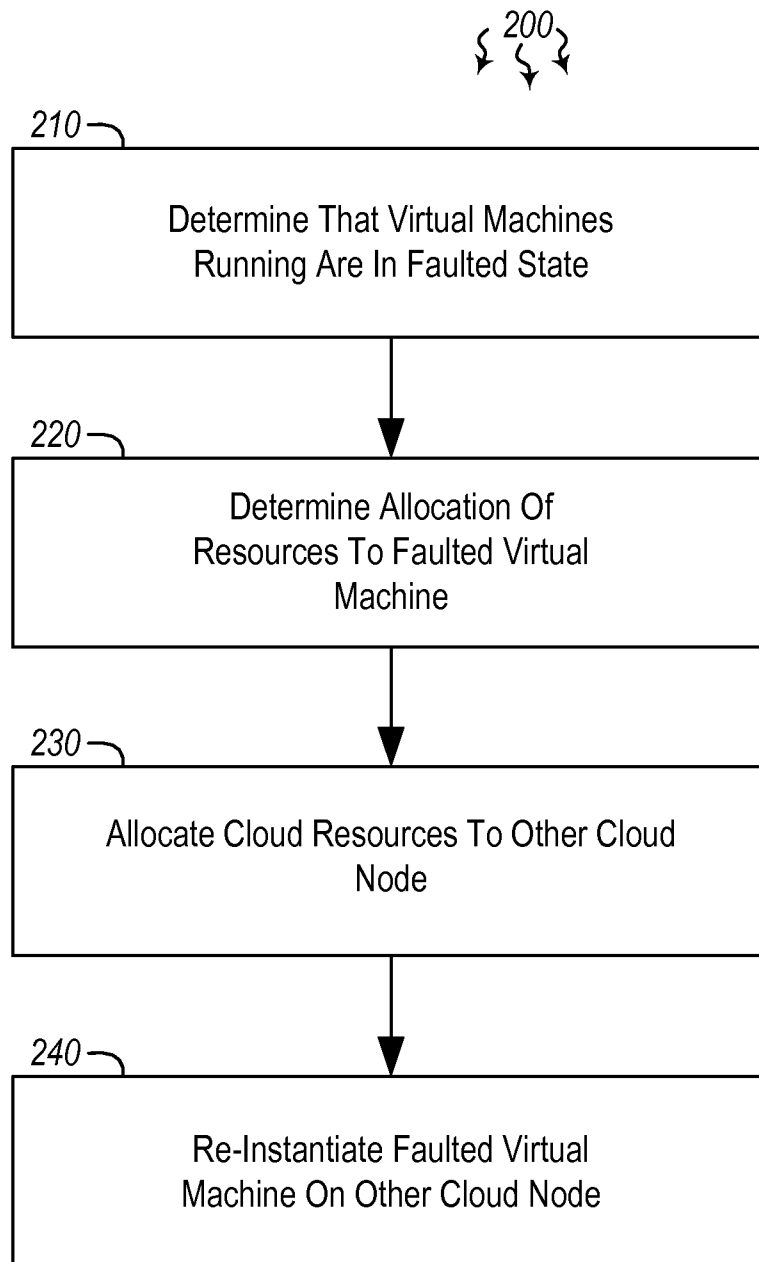 200
210
Determine That Virtual Machines
Running Are In Faulted State
220
Determine Allocation Of
Resources To Faulted Virtual
Machine
230
Allocate Cloud Resources To Other Cloud
Node
240
Re-Instantiate Faulted Virtual
Machine On Other Cloud Node